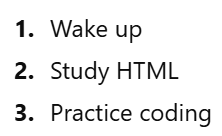 1. Wake up
2. Study HTML
3. Practice coding